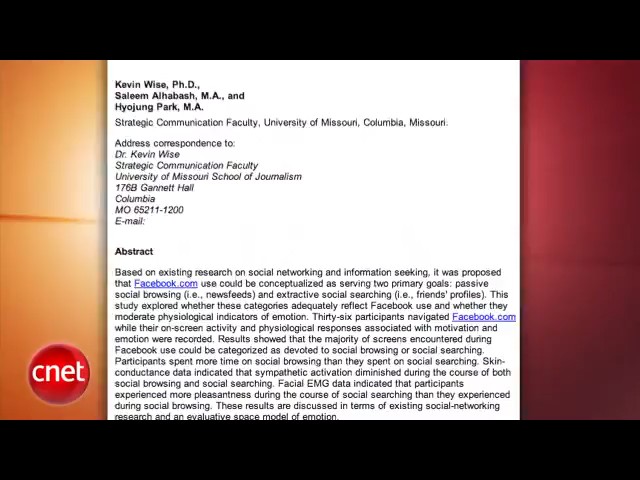 Kevin Wise, Ph.D.,
Saleem Alhabash, M.A., and
Hyojung Park, M.A.
Strategic Communication Faculty, University of Missouri, Columbia, Missouri.
Address correspondence to:
Dr. Kevin Wise
Strategic Communication Faculty
University of Missouri School of Journalism
176B Gannett Hall
Columbia
MO 65211-1200
E-mail:
Abstract
Based on existing research on social networking and information seeking, it was proposed
that Facebook.com use could be conceptualized as serving two primary goals: passive
social browsing (i.e., newsfeeds) and extractive social searching (i.e., friends' profiles). This
study explored whether these categories adequately reflect Facebook use and whether they
moderate physiological indicators of emotion. Thirty-six participants navigated Facebook.com
while their on-screen activity and physiological responses associated with motivation and
emotion were recorded. Results showed that the majority of screens encountered during
Facebook use could be categorized as devoted to social browsing or social searching.
Participants spent more time on social browsing than they spent on social searching. Skin-
conductance data indicated that sympathetic activation diminished during the course of both
social browsing and social searching. Facial EMG data indicated that participants
experienced more pleasantness during the course of social searching than they experienced
during social browsing. These results are discussed in terms of existing social-networking
research and an evaluative space model of emotion.
cnet